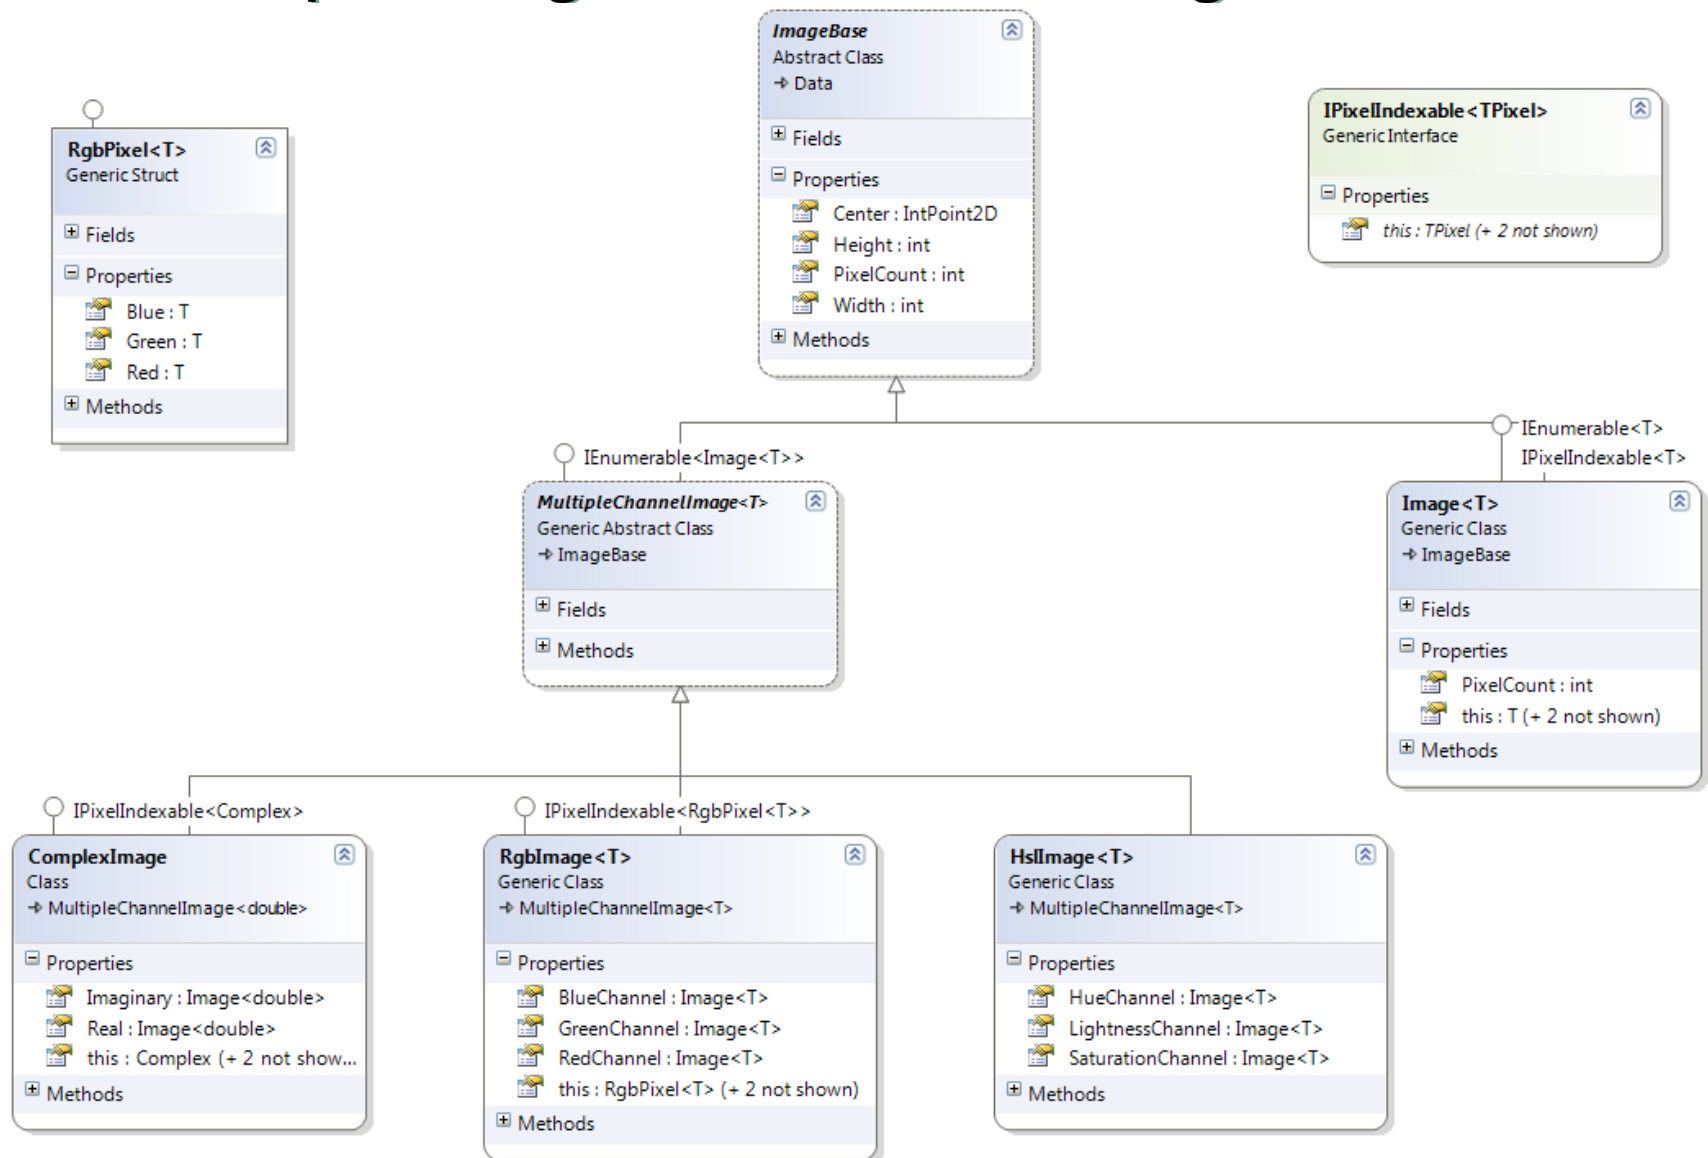 ImageBase
Abstract Class
Data
Fields
Properties
Center : IntPoint2D
Height : int
PixelCount : int
Width : int
Methods
RgbPixel<T>
Generic Struct
Fields
Properties
Blue : T
Green : T
Red : T
Methods
IPixelIndexable<TPixel>
Generic Interface
Properties
this : TPixel (+ 2 not shown)
IEnumerable<Image<T>>
MultipleChannelImage<T>
Generic Abstract Class
ImageBase
Fields
Methods
IEnumerable<T>
IPixelIndexable<T>
Image<T>
Generic Class
ImageBase
Fields
Properties
PixelCount : int
this : T (+ 2 not shown)
Methods
IPixelIndexable<Complex>
ComplexImage
Class
MultipleChannelImage<double>
Properties
Imaginary : Image<double>
Real : Image<double>
this : Complex (+ 2 not show...
Methods
IPixelIndexable<RgbPixel<T>>
RgbImage<T>
Generic Class
MultipleChannelImage<T>
Properties
BlueChannel : Image<T>
GreenChannel : Image<T>
RedChannel : Image<T>
this : RgbPixel<T> (+ 2 not shown)
Methods
HslImage<T>
Generic Class
MultipleChannelImage<T>
Properties
HueChannel : Image<T>
LightnessChannel : Image<T>
SaturationChannel : Image<T>
Methods